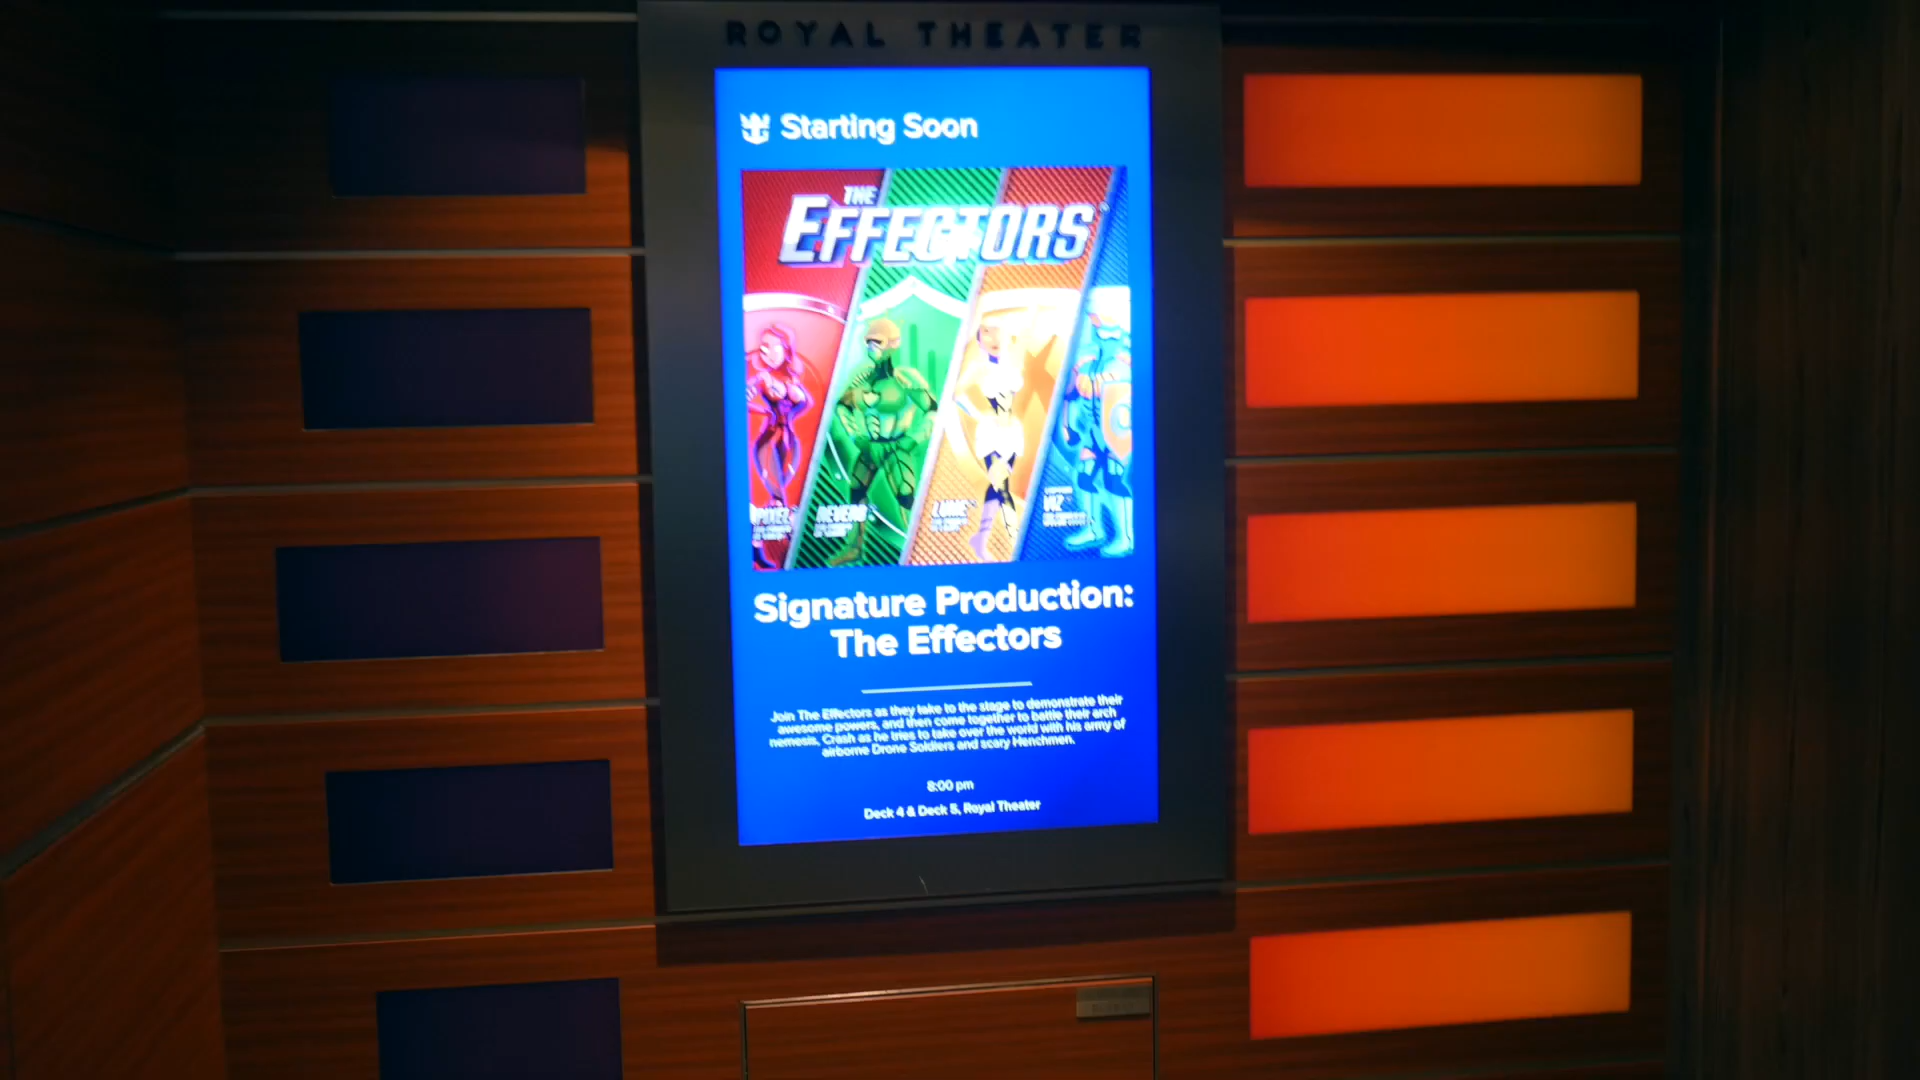 ROYAL THEATER
Starting Soon
THE
EFFECTORS
REVERB
LUME
Signature Production:
The Effectors
Join The Effectors as they take to the stage to demonstrate their
awesome powers, and then come together to battle their arch
nemesis, Crash as he tries to take over the world with his army of
airborne Drone Soldiers and scary Henchmen.
8:00 pm
Deck 4 & Deck 5, Royal Theater